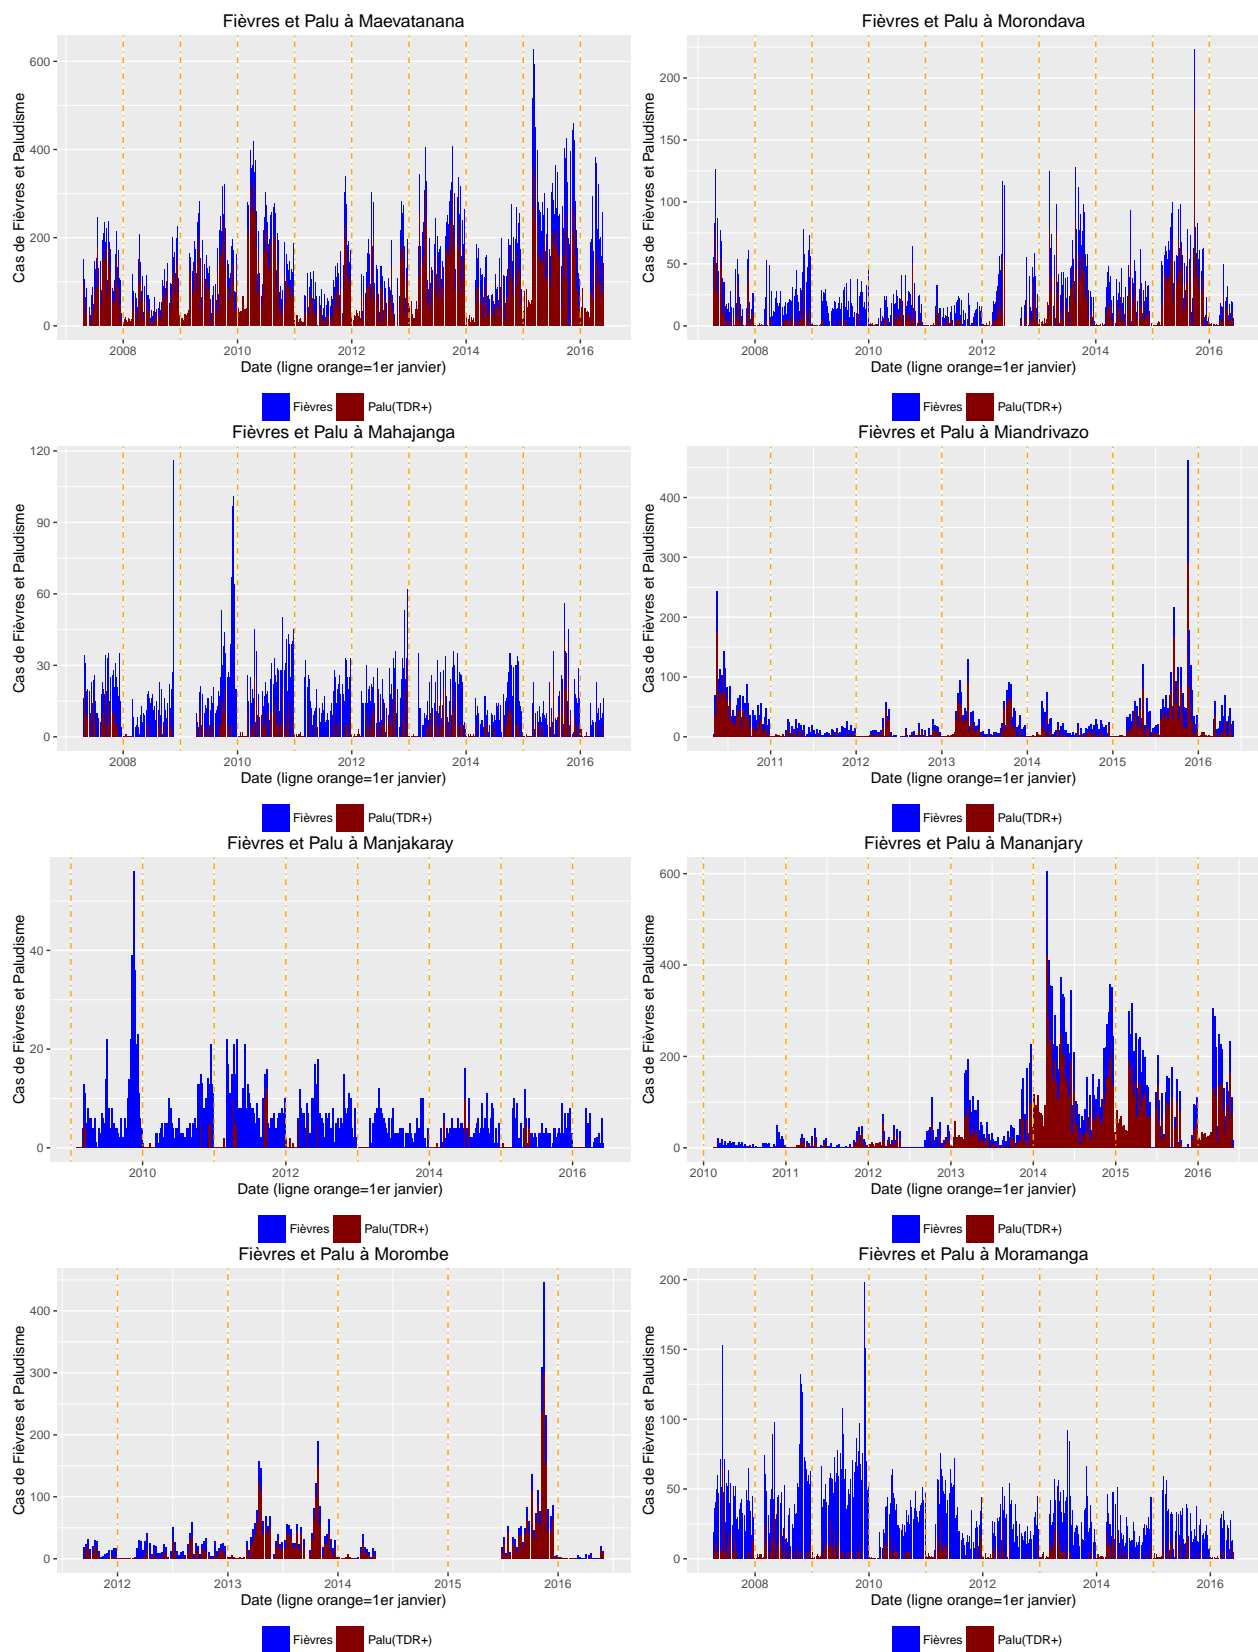 Fièvres et Palu à Maevatanana
Cas de Fièvres et Paludisme
600
400
200
0
2008 2010 2012 2014 2016
Date (ligne orange=1er janvier)
Fièvres Palu(TDR+)
Fièvres et Palu à Morondava
Cas de Fièvres et Paludisme
200
150
100
50
0
2008 2010 2012 2014 2016
Date (ligne orange=1er janvier)
Fièvres Palu(TDR+)
Fièvres et Palu à Mahajanga
Cas de Fièvres et Paludisme
120
90
60
30
0
2008 2010 2012 2014 2016
Date (ligne orange=1er janvier)
Fièvres Palu(TDR+)
Fièvres et Palu à Miandrivazo
Cas de Fièvres et Paludisme
400
300
200
100
0
2011 2012 2013 2014 2015 2016
Date (ligne orange=1er janvier)
Fièvres Palu(TDR+)
Fièvres et Palu à Manjakaray
Cas de Fièvres et Paludisme
40
20
0
2010 2012 2014 2016
Date (ligne orange=1er janvier)
Fièvres Palu(TDR+)
Fièvres et Palu à Mananjary
Cas de Fièvres et Paludisme
600
400
200
0
2010 2011 2012 2013 2014 2015 2016
Date (ligne orange=1er janvier)
Fièvres Palu(TDR+)
Fièvres et Palu à Morombe
Cas de Fièvres et Paludisme
400
300
200
100
0
2012 2013 2014 2015 2016
Date (ligne orange=1er janvier)
Fièvres Palu(TDR+)
Fièvres et Palu à Moramanga
Cas de Fièvres et Paludisme
200
150
100
50
0
2008 2010 2012 2014 2016
Date (ligne orange=1er janvier)
Fièvres Palu(TDR+)